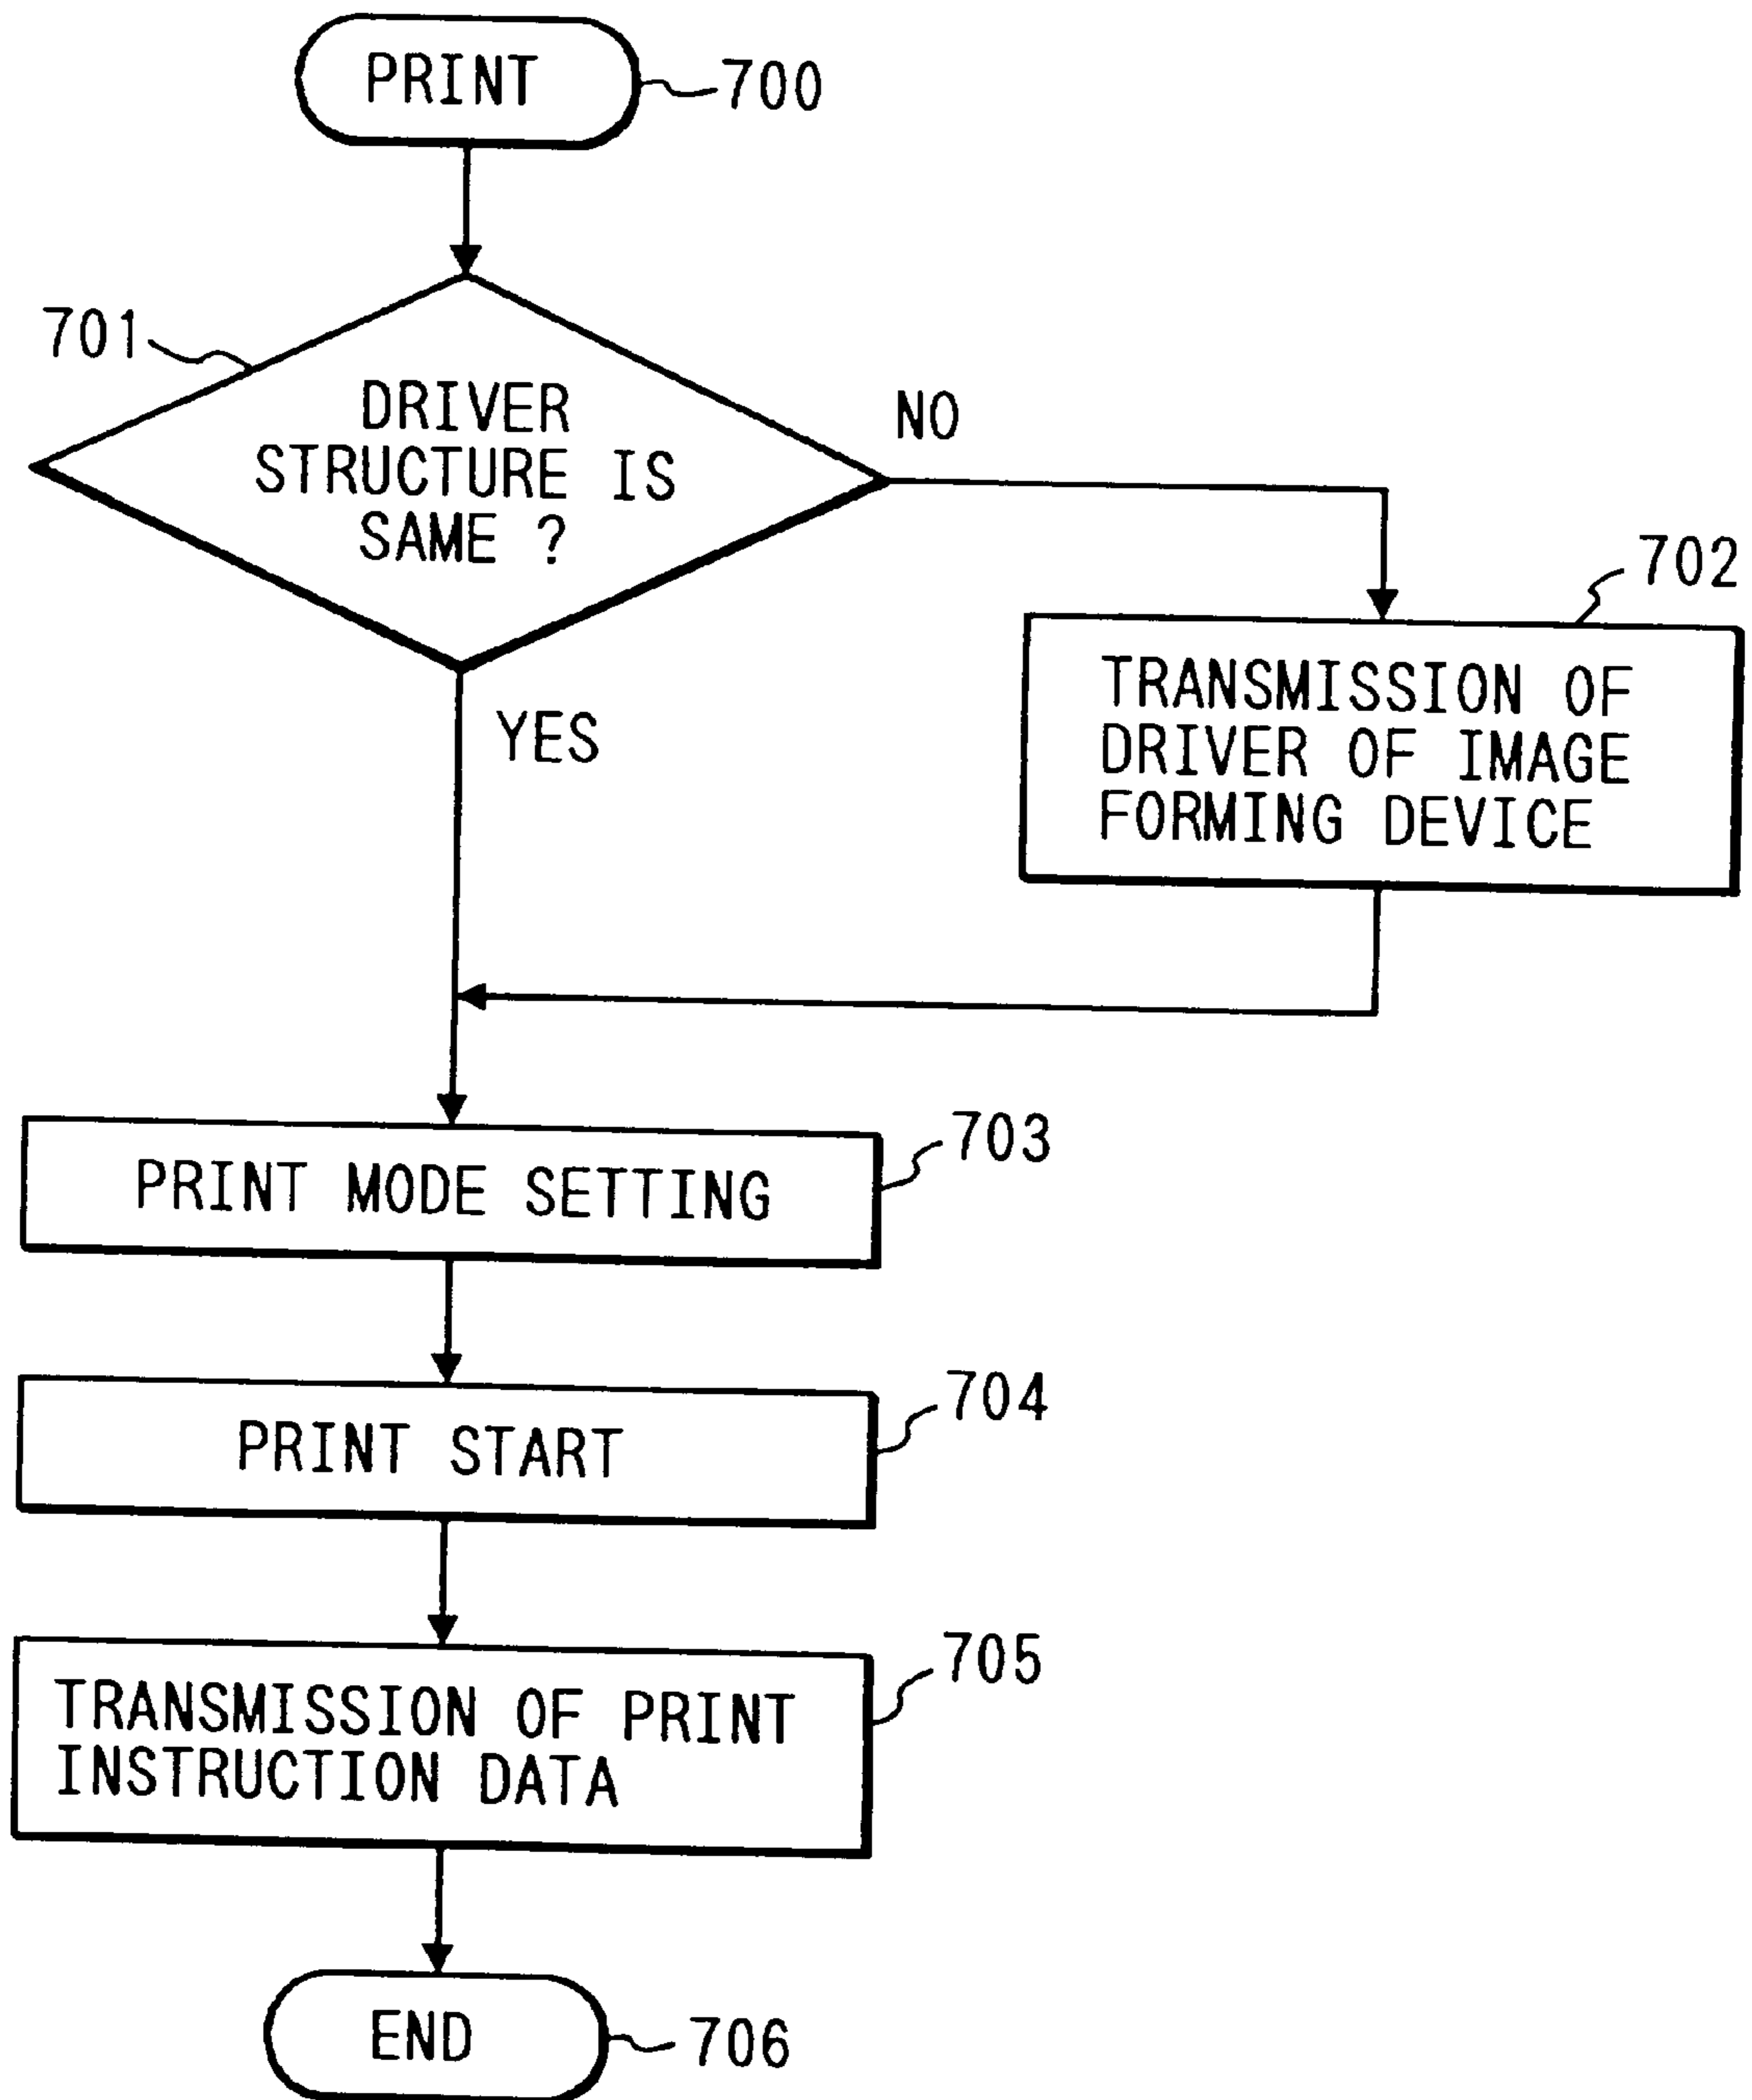 PRINT
700
701
DRIVER
STRUCTURE IS
SAME ?
NO
YES
702
TRANSMISSION OF
DRIVER OF IMAGE
FORMING DEVICE
703
PRINT MODE SETTING
704
PRINT START
705
TRANSMISSION OF PRINT
INSTRUCTION DATA
END
706